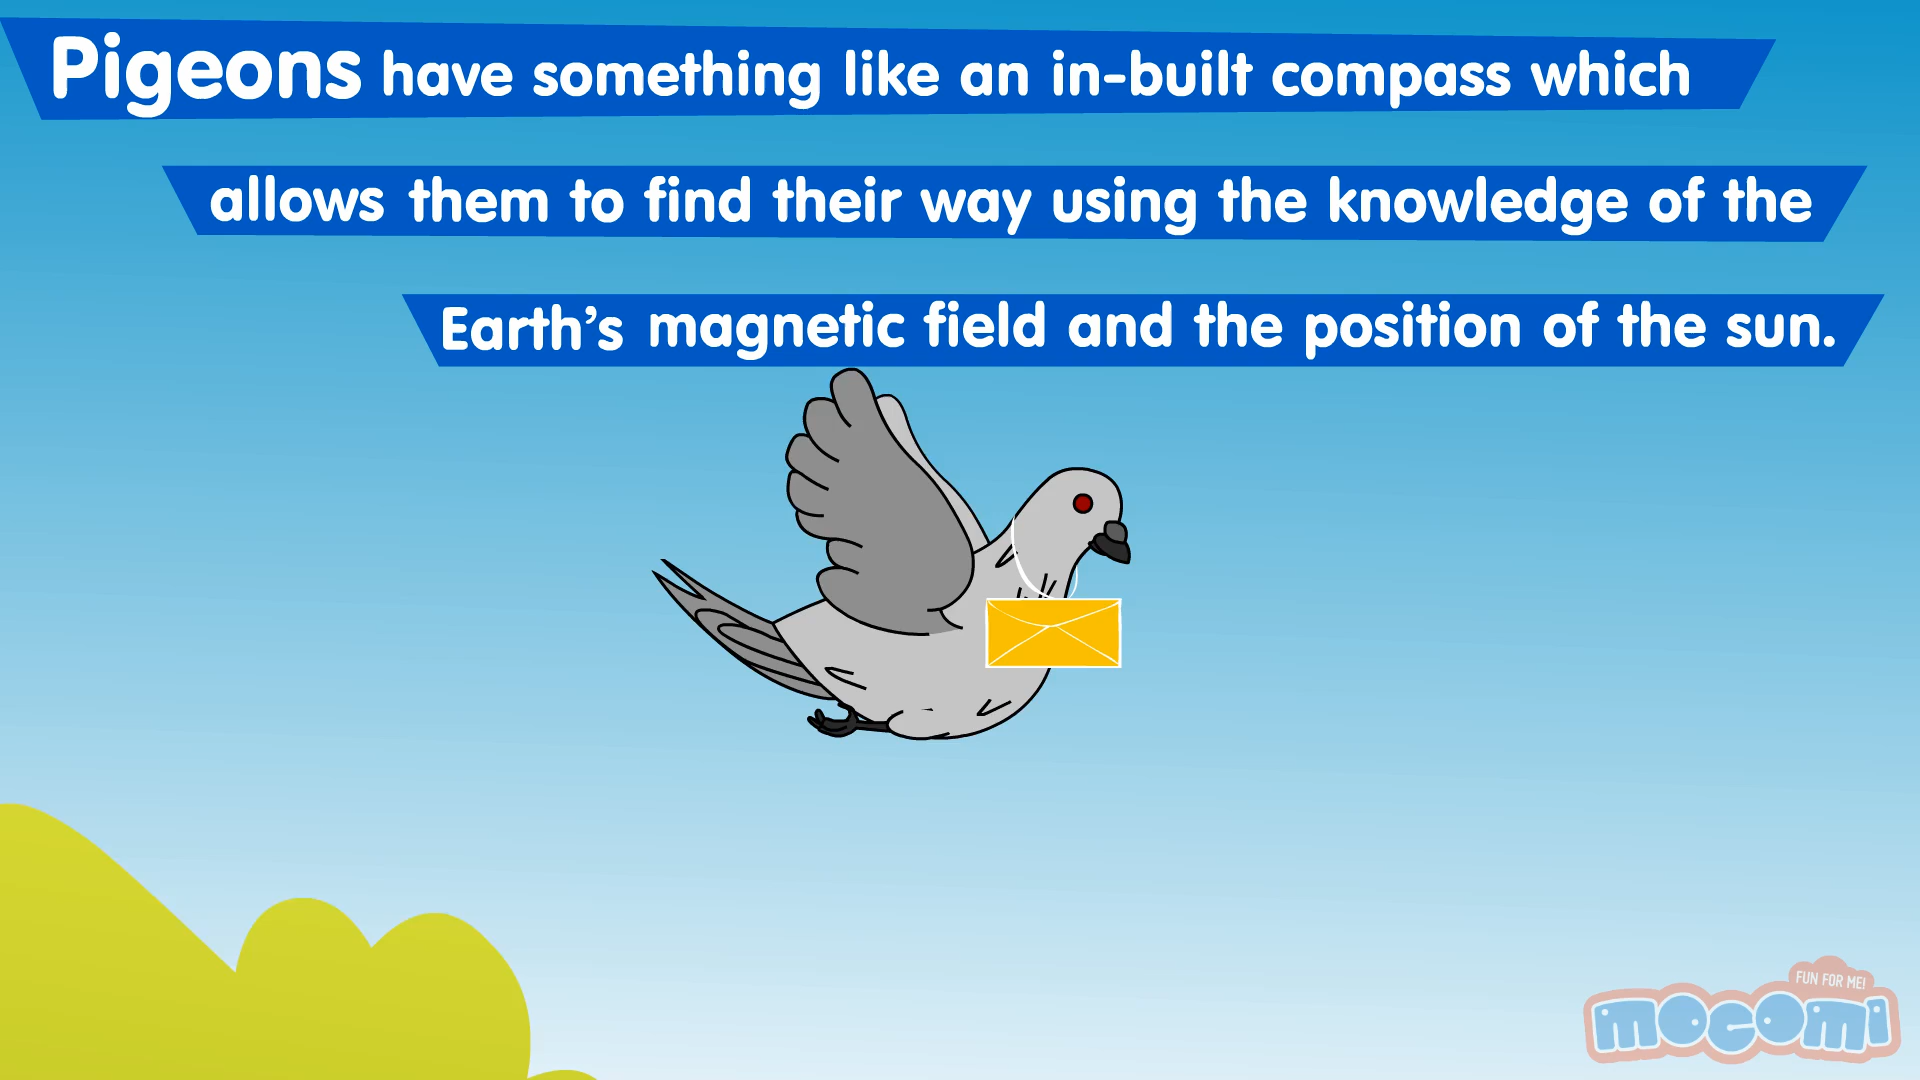 Pigeons have something like an in-built compass which
allows them to find their way using the knowledge of the
Earth's magnetic field and the position of the sun.
FUN FOR ME!
mocomi